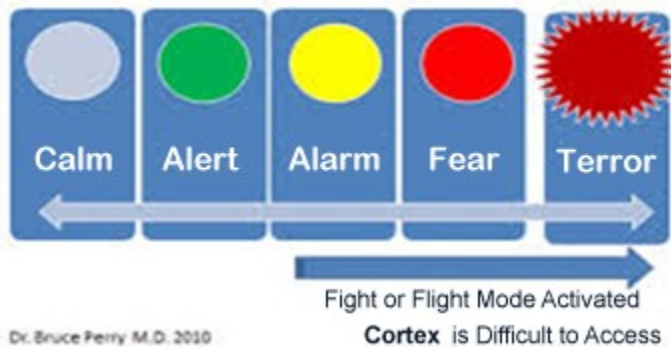 Calm Alert Alarm Fear Terror
Fight or Flight Mode Activated
Dr. Bruce Perry M.D. 2010 Cortex is Difficult to Access